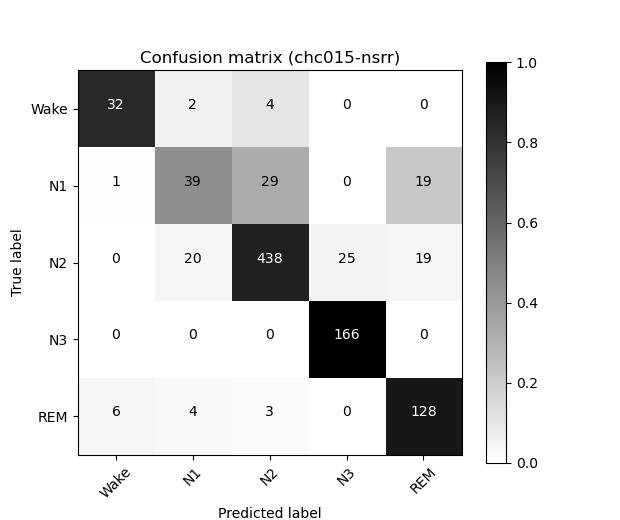 Confusion matrix (chc015-nsrr)
1.0
Wake 32 2 4 0 0
0.8
N1 1 39 29 0 19
0.6
True label
N2 0 20 438 25 19
0.4
N3 0 0 0 166 0
0.2
REM 6 4 3 0 128
0.0
Wake N1 N2 N3 REM
Predicted label